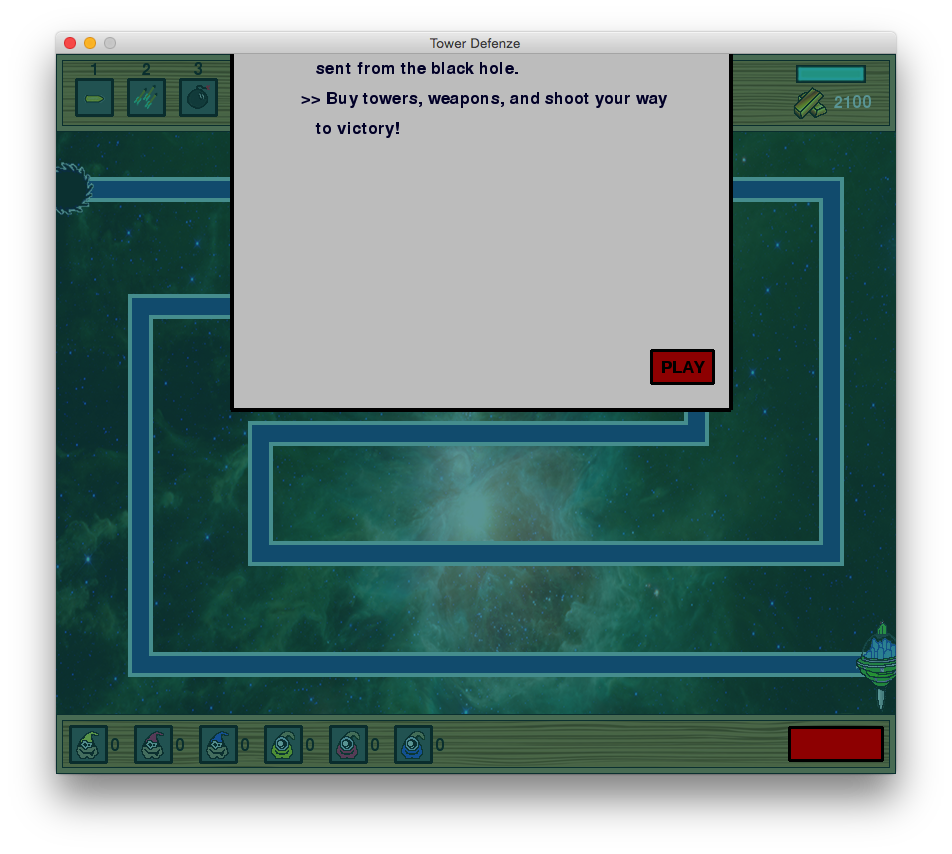 Tower Defenze
1 2 3
2100
sent from the black hole.
>> Buy towers, weapons, and shoot your way
to victory!
PLAY
0 0 0 0 0 0